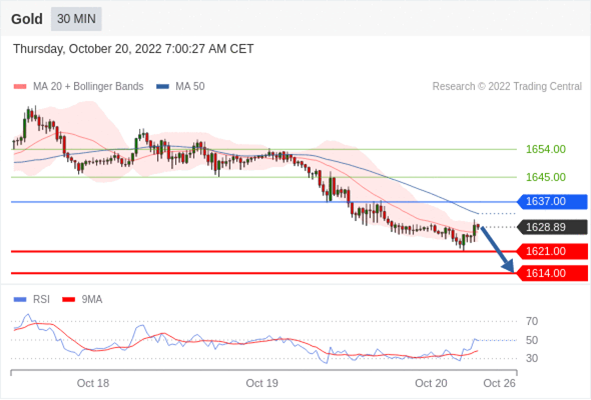 Gold 30 MIN
Thursday, October 20, 2022 7:00:27 AM CET
MA 20 + Bollinger Bands MA 50 Research © 2022 Trading Central
1654.00
1645.00
1637.00
1628.89
1621.00
1614.00
RSI 9MA
70
50
30
Oct 18 Oct 19 Oct 20 Oct 26